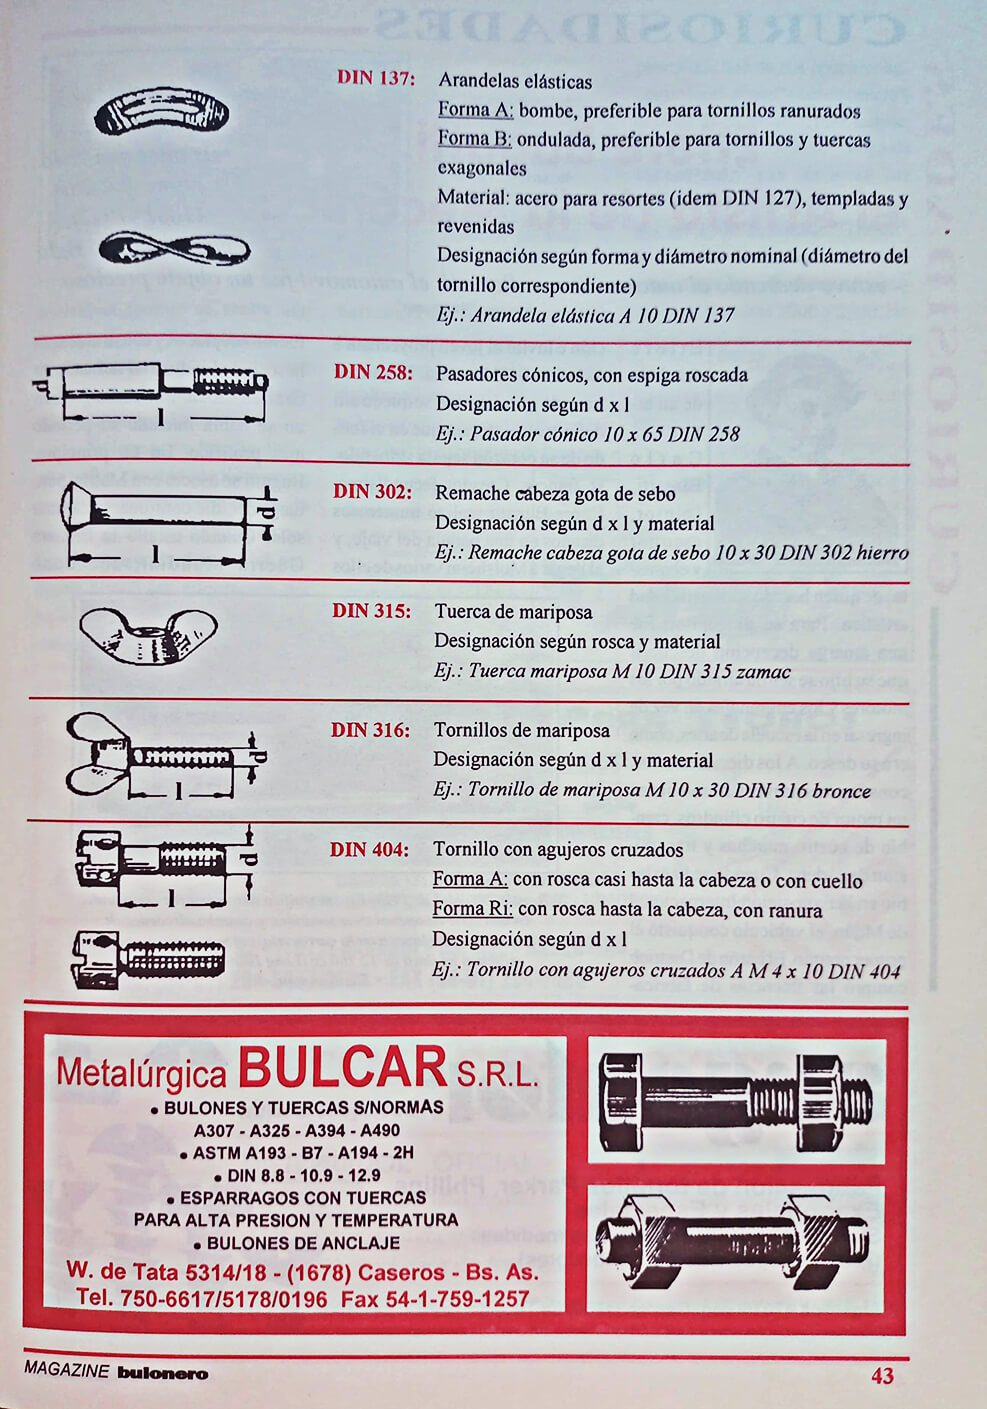 DIN 137: Arandelas elásticas
Forma A: bombe, preferible para tornillos ranurados
Forma B: ondulada, preferible para tornillos y tuercas
exagonales
Material: acero para resortes (idem DIN 127), templadas y
revenidas
Designación según forma y diámetro nominal (diámetro del
tornillo correspondiente)
Ej.: Arandela elástica A 10 DIN 137
DIN 258: Pasadores cónicos, con espiga roscada
Designación según d x l
Ej.: Pasador cónico 10 x 65 DIN 258
d
l
DIN 302: Remache cabeza gota de sebo
Designación según d x l y material
Ej.: Remache cabeza gota de sebo 10 x 30 DIN 302 hierro
d
l
DIN 315: Tuerca de mariposa
Designación según rosca y material
Ej.: Tuerca mariposa M 10 DIN 315 zamac
DIN 316: Tornillos de mariposa
Designación según d x l y material
Ej.: Tornillo de mariposa M 10 x 30 DIN 316 bronce
d
l
DIN 404: Tornillo con agujeros cruzados
Forma A: con rosca casi hasta la cabeza o con cuello
Forma Ri: con rosca hasta la cabeza, con ranura
Designación según d x l
Ej.: Tornillo con agujeros cruzados A M 4 x 10 DIN 404
d
l
Metalúrgica BULCAR S.R.L.
• BULONES Y TUERCAS S/NORMAS
A307 - A325 - A394 - A490
• ASTM A193 - B7 - A194 - 2H
• DIN 8.8 - 10.9 - 12.9
• ESPARRAGOS CON TUERCAS
PARA ALTA PRESION Y TEMPERATURA
• BULONES DE ANCLAJE
W. de Tata 5314/18 - (1678) Caseros - Bs. As.
Tel. 750-6617/5178/0196 Fax 54-1-759-1257
MAGAZINE bulonero
43